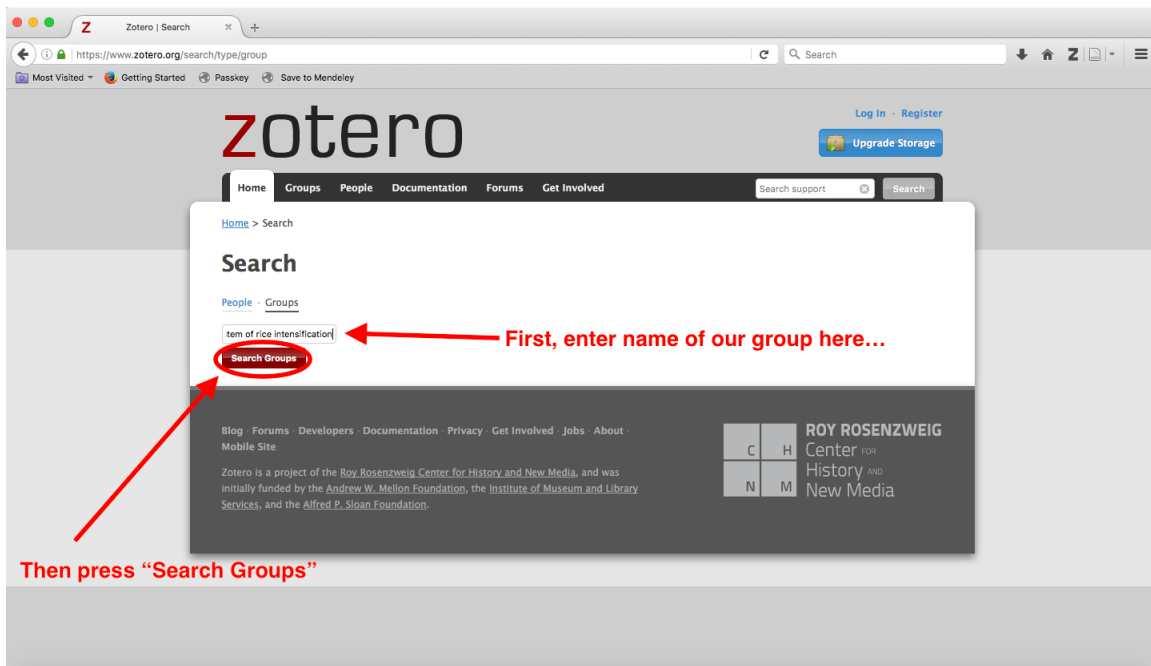 Z Zotero | Search × +
https://www.zotero.org/search/type/group Search Z
Most Visited Getting Started Passkey Save to Mendeley
zotero
Log In · Register
Upgrade Storage
Home Groups People Documentation Forums Get Involved Search support Search
Home > Search
Search
People · Groups
tem of rice intensification
First, enter name of our group here…
Search Groups
Blog · Forums · Developers · Documentation · Privacy · Get Involved · Jobs · About ·
Mobile Site
Zotero is a project of the Roy Rosenzweig Center for History and New Media, and was
initially funded by the Andrew W. Mellon Foundation, the Institute of Museum and Library
Services, and the Alfred P. Sloan Foundation.
C H
N M
ROY ROSENZWEIG
Center FOR
History AND
New Media
Then press “Search Groups”